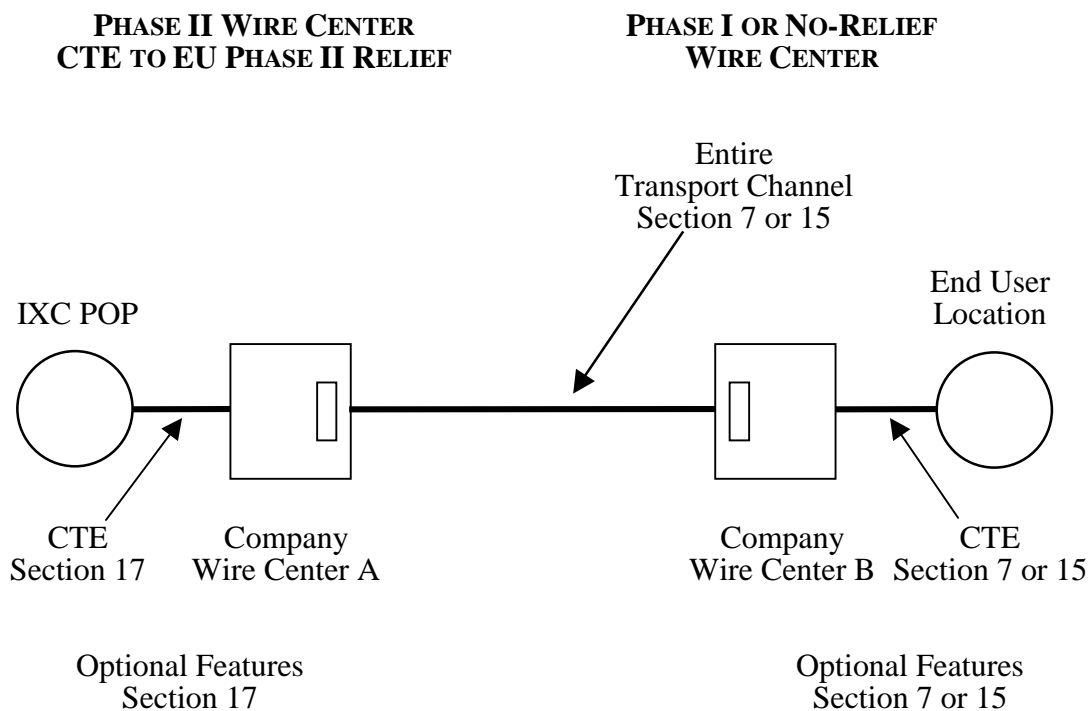 PHASE II WIRE CENTER
CTE TO EU PHASE II RELIEF
PHASE I OR NO-RELIEF
WIRE CENTER
Entire
Transport Channel
Section 7 or 15
IXC POP
End User
Location
CTE
Section 17
Company
Wire Center A
Company
Wire Center B
CTE
Section 7 or 15
Optional Features
Section 17
Optional Features
Section 7 or 15